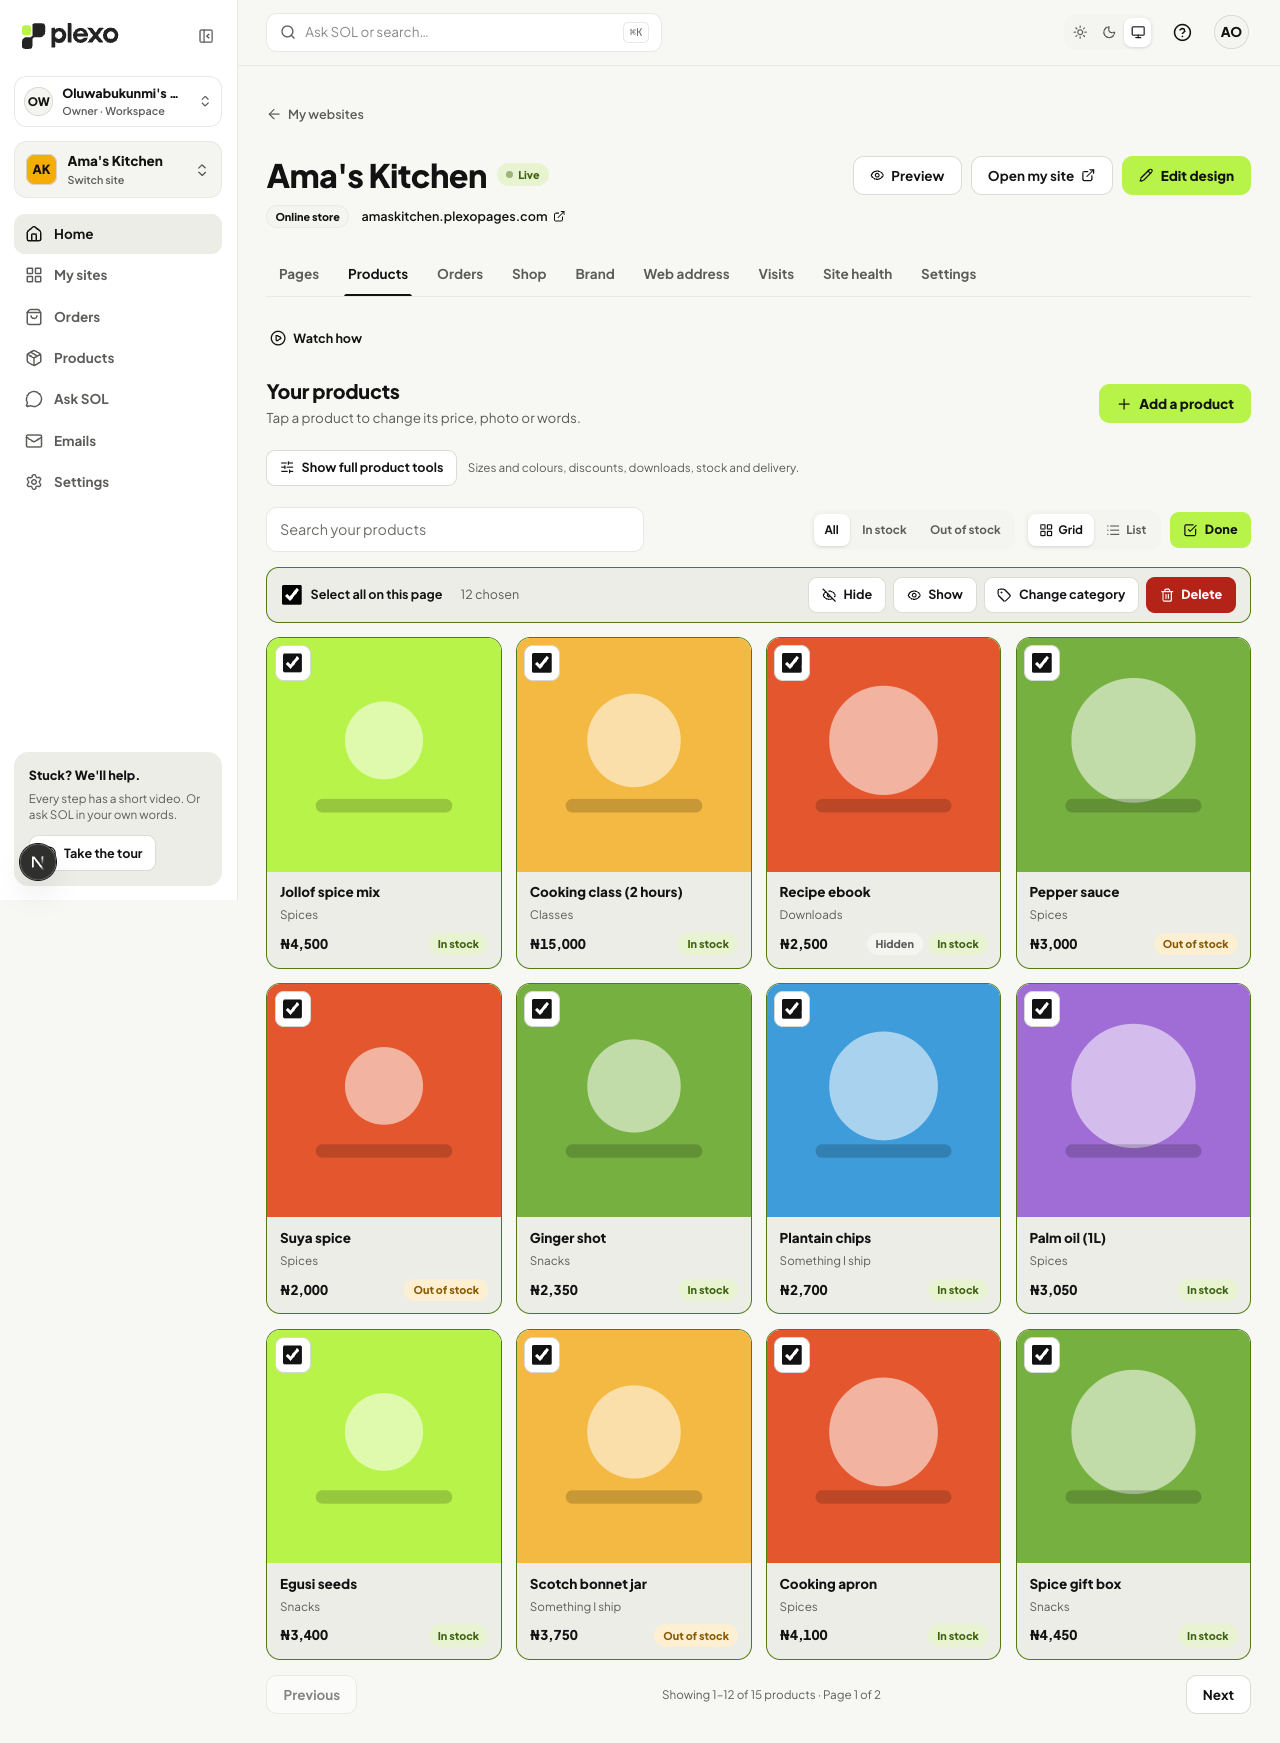 plexo
Ask SOL or search...
⌘K
AO
OW
Oluwabukunmi's ...
Owner · Workspace
AK
Ama's Kitchen
Switch site
Home
My sites
Orders
Products
Ask SOL
Emails
Settings
Stuck? We'll help.
Every step has a short video. Or
ask SOL in your own words.
Take the tour
N
My websites
Ama's Kitchen
Live
Preview
Open my site
Edit design
Online store
amaskitchen.plexopages.com
Pages Products Orders Shop Brand Web address Visits Site health Settings
Watch how
Your products
Tap a product to change its price, photo or words.
Add a product
Show full product tools
Sizes and colours, discounts, downloads, stock and delivery.
Search your products
All In stock Out of stock
Grid List
Done
Select all on this page
12 chosen
Hide
Show
Change category
Delete
Jollof spice mix
Spices
₦4,500
In stock
Cooking class (2 hours)
Classes
₦15,000
In stock
Recipe ebook
Downloads
₦2,500
Hidden
In stock
Pepper sauce
Spices
₦3,000
Out of stock
Suya spice
Spices
₦2,000
Out of stock
Ginger shot
Snacks
₦2,350
In stock
Plantain chips
Something I ship
₦2,700
In stock
Palm oil (1L)
Spices
₦3,050
In stock
Egusi seeds
Snacks
₦3,400
In stock
Scotch bonnet jar
Something I ship
₦3,750
Out of stock
Cooking apron
Spices
₦4,100
In stock
Spice gift box
Snacks
₦4,450
In stock
Previous
Showing 1–12 of 15 products · Page 1 of 2
Next